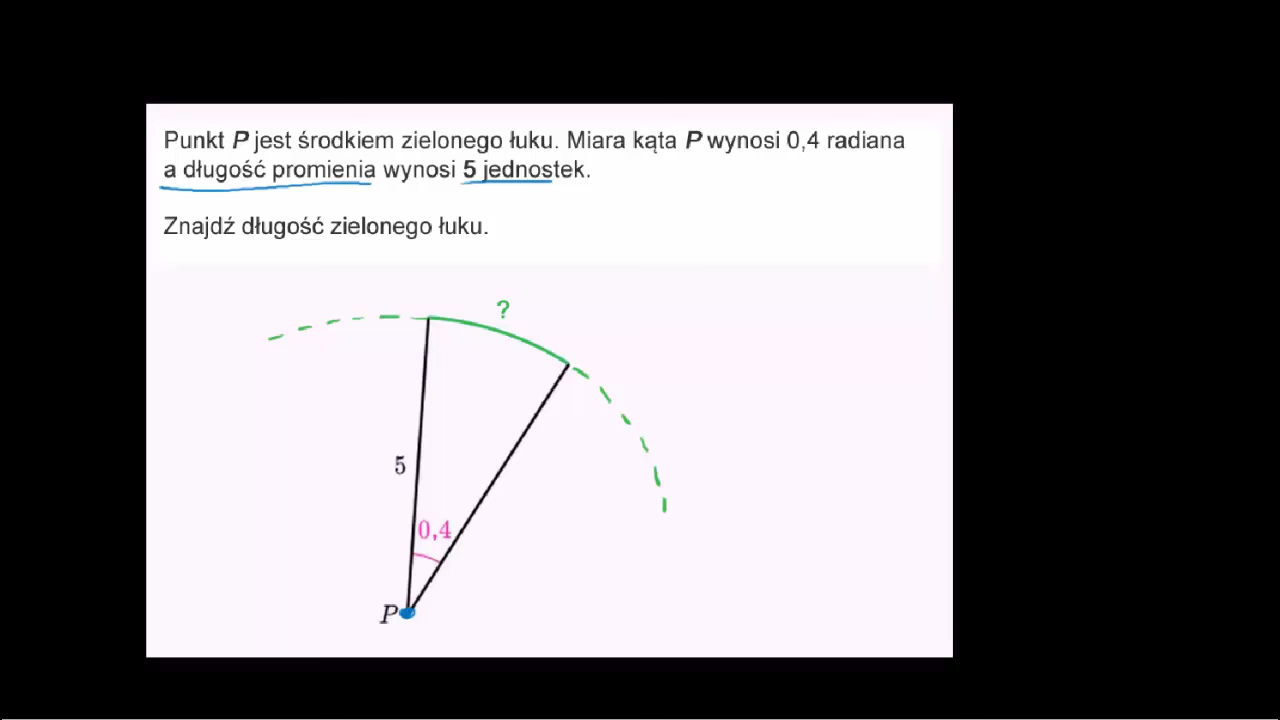 Punkt P jest środkiem zielonego łuku. Miara kąta P wynosi 0,4 radiana
a długość promienia wynosi 5 jednostek.
Znajdź długość zielonego łuku.
?
5
0,4
P